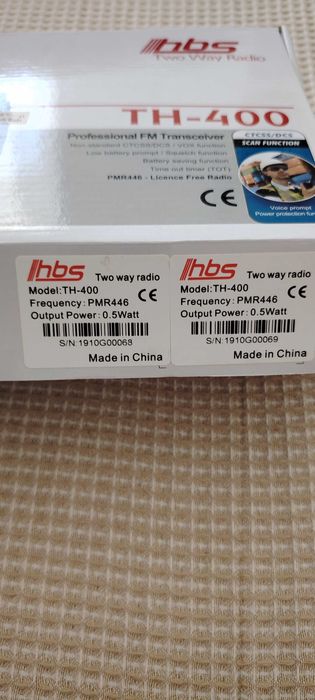 hbs
Two Way Radio
TH-400
Professional FM Transceiver
Non-standard CTCSS/DCS / VOX function
Low battery prompt / Squelch function
Battery saving function
Time out timer (TOT)
PMR446 - Licence Free Radio
CE
CTCSS/DCS
SCAN FUNCTION
Voice prompt
Power protection fun
hbs Two way radio
Model:TH-400
Frequency: PMR446 CE
Output Power: 0.5Watt
S/N:1910G00068
Made in China
hbs Two way radio
Model:TH-400
Frequency: PMR446 CE
Output Power: 0.5Watt
S/N:1910G00069
Made in China